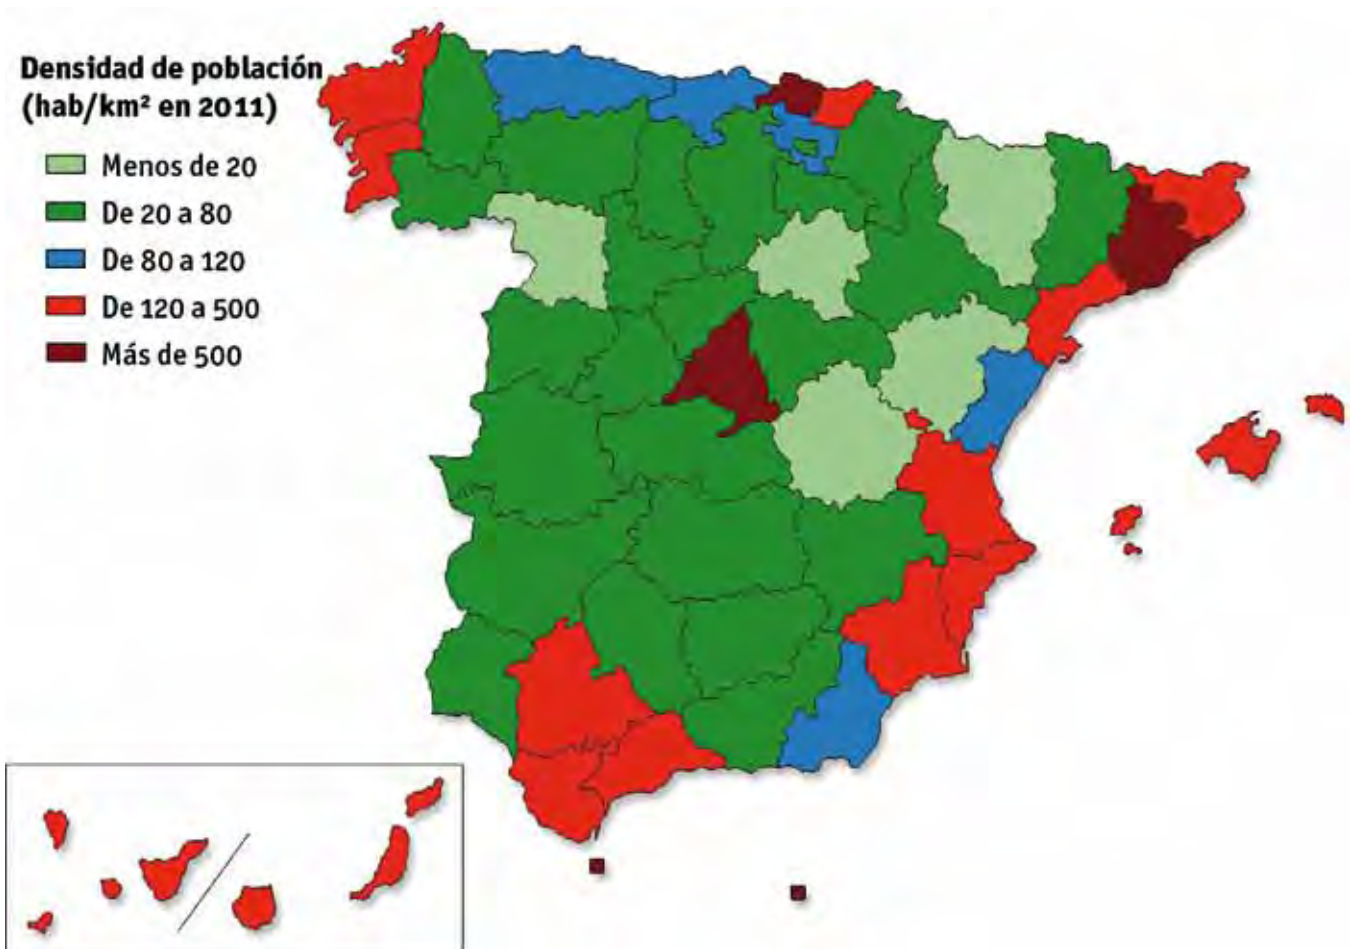 Densidad de población
(hab/km² en 2011)
Menos de 20
De 20 a 80
De 80 a 120
De 120 a 500
Más de 500